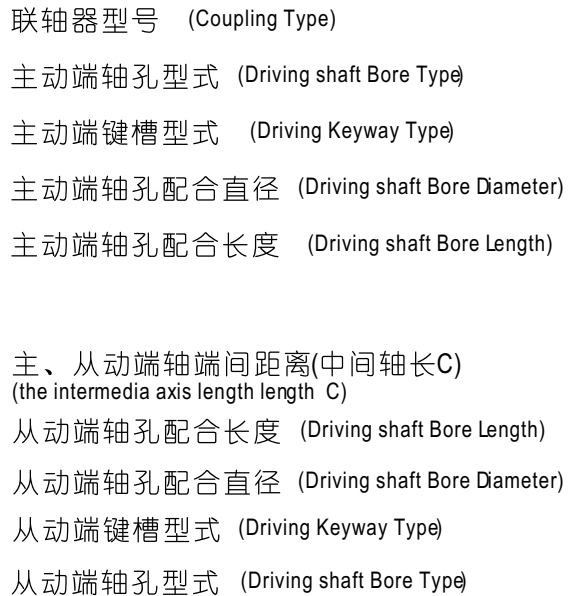 联轴器型号 (Coupling Type)
主动端轴孔型式 (Driving shaft Bore Type)
主动端键槽型式 (Driving Keyway Type)
主动端轴孔配合直径 (Driving shaft Bore Diameter)
主动端轴孔配合长度 (Driving shaft Bore Length)
主、从动端轴端间距离(中间轴长C)
(the intermedia axis length length C)
从动端轴孔配合长度 (Driving shaft Bore Length)
从动端轴孔配合直径 (Driving shaft Bore Diameter)
从动端键槽型式 (Driving Keyway Type)
从动端轴孔型式 (Driving shaft Bore Type)